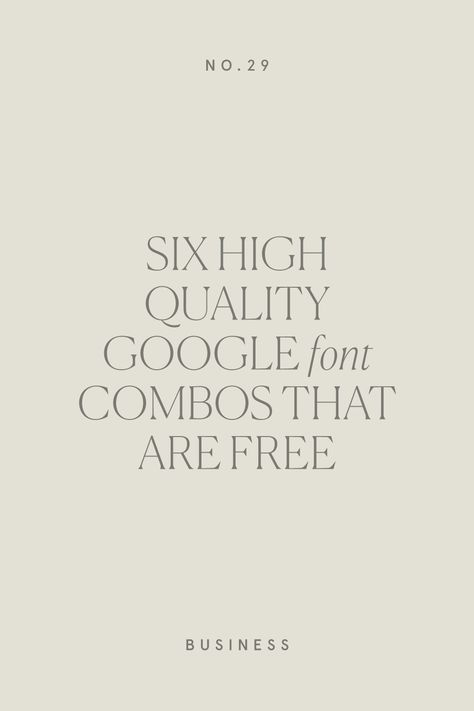 NO.29
SIX HIGH
QUALITY
GOOGLE font
COMBOS THAT
ARE FREE
BUSINESS